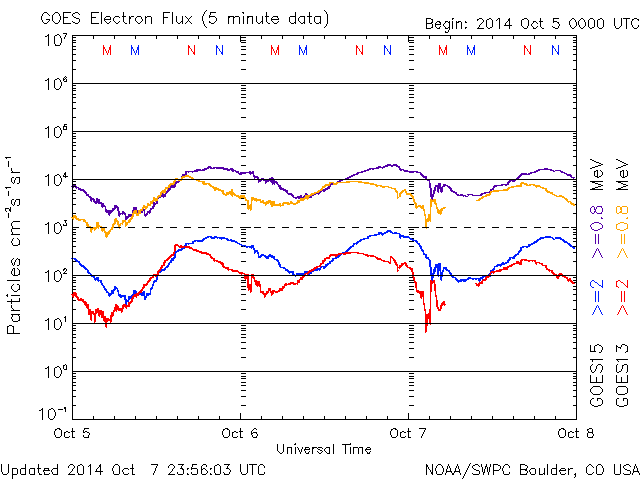 GOES Electron Flux (5 minute data)
Begin: 2014 Oct 5 0000 UTC
10⁷
M M N N M M N N M M N N
10⁶
10⁵
10⁴
10³
10²
10¹
10⁰
10⁻¹
Particles cm⁻²s⁻¹sr⁻¹
Oct 5 Oct 6 Oct 7 Oct 8
Universal Time
GOES15 >=2 >=0.8 MeV
GOES13 >=2 >=0.8 MeV
Updated 2014 Oct 7 23:56:03 UTC
NOAA/SWPC Boulder, CO USA